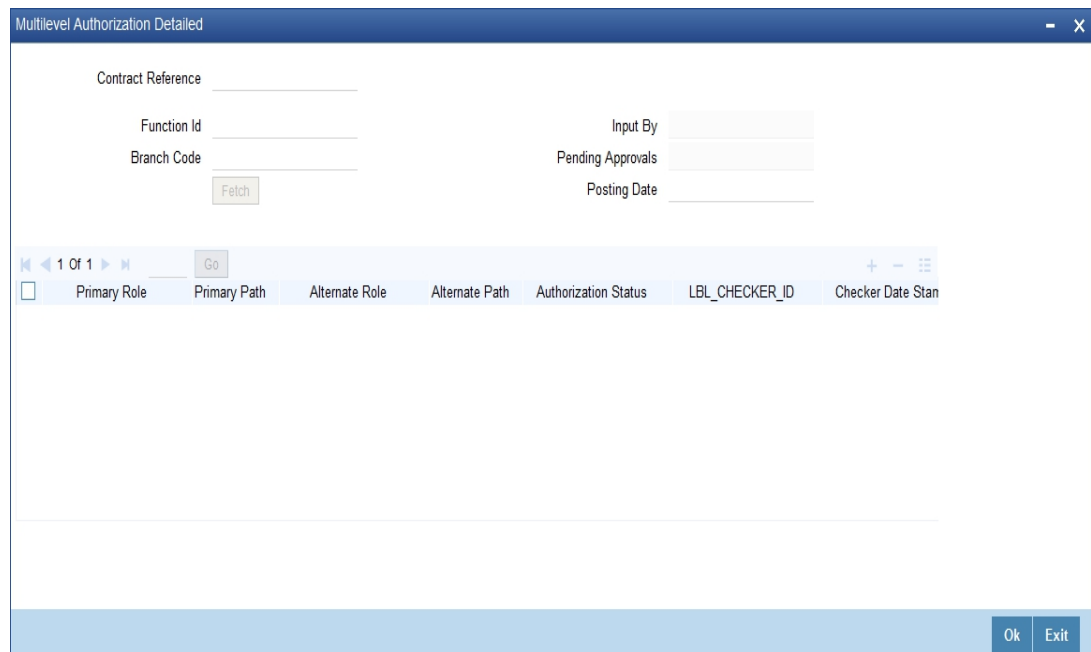 Multilevel Authorization Detailed
Contract Reference
Function Id
Input By
Branch Code
Pending Approvals
Fetch
Posting Date
1 Of 1
Go
Primary Role Primary Path Alternate Role Alternate Path Authorization Status LBL_CHECKER_ID Checker Date Stam
Ok Exit